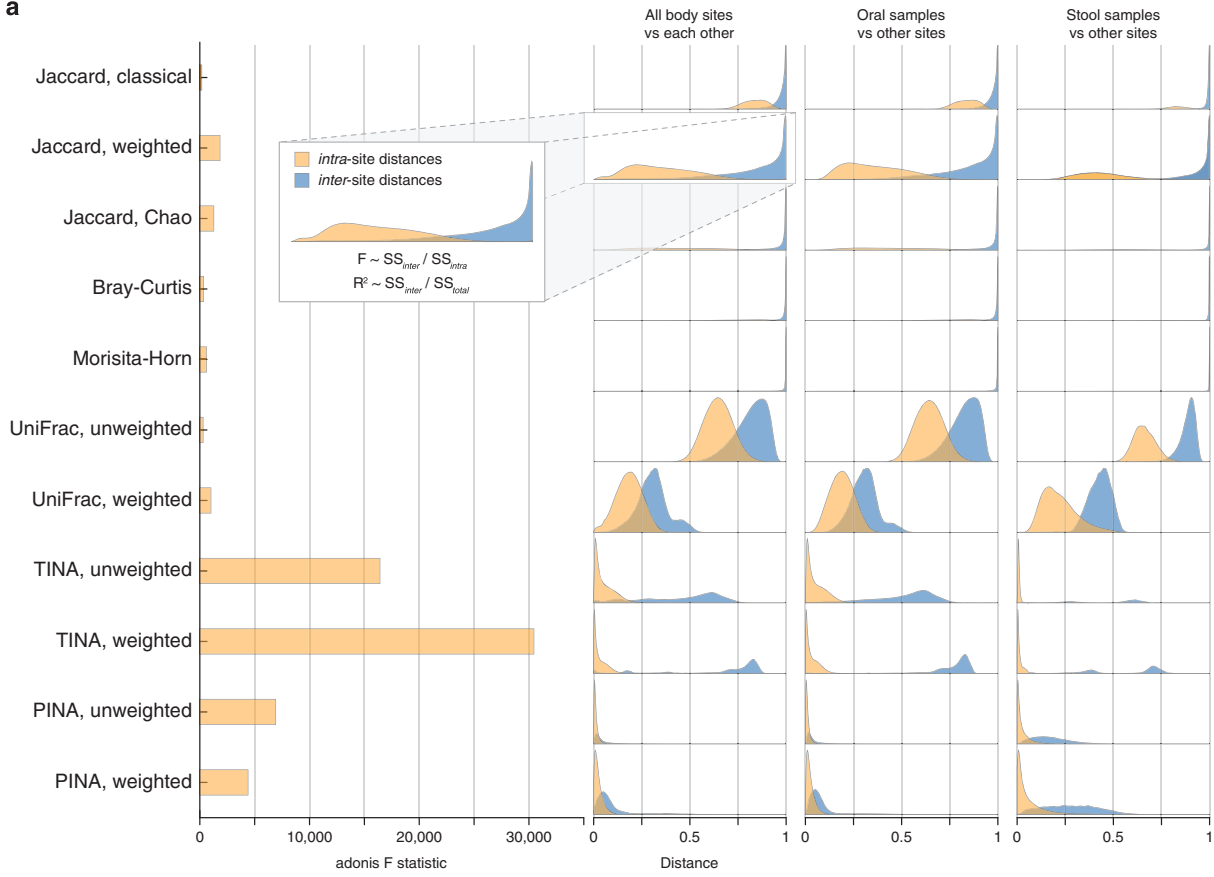 a
All body sites
vs each other
Oral samples
vs other sites
Stool samples
vs other sites
Jaccard, classical
Jaccard, weighted
Jaccard, Chao
Bray-Curtis
Morisita-Horn
UniFrac, unweighted
UniFrac, weighted
TINA, unweighted
TINA, weighted
PINA, unweighted
PINA, weighted
intra-site distances
inter-site distances
F ~ SSinter / SSintra
R² ~ SSinter / SStotal
0 10,000 20,000 30,000
adonis F statistic
0 0.5 1
0 0.5 1
0 0.5 1
Distance